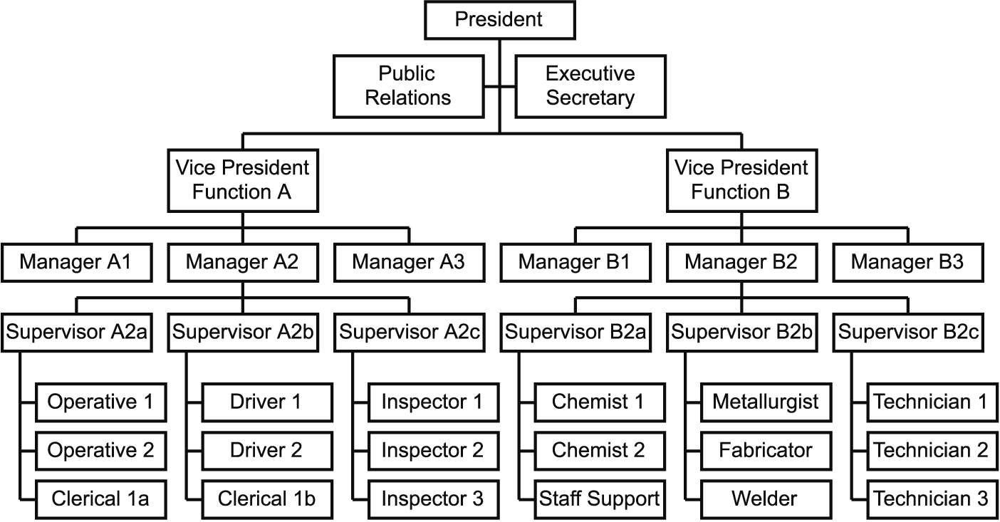 President
Public
Relations
Executive
Secretary
Vice President
Function A
Vice President
Function B
Manager A1
Manager A2
Manager A3
Manager B1
Manager B2
Manager B3
Supervisor A2a
Supervisor A2b
Supervisor A2c
Supervisor B2a
Supervisor B2b
Supervisor B2c
Operative 1
Driver 1
Inspector 1
Chemist 1
Metallurgist
Technician 1
Operative 2
Driver 2
Inspector 2
Chemist 2
Fabricator
Technician 2
Clerical 1a
Clerical 1b
Inspector 3
Staff Support
Welder
Technician 3